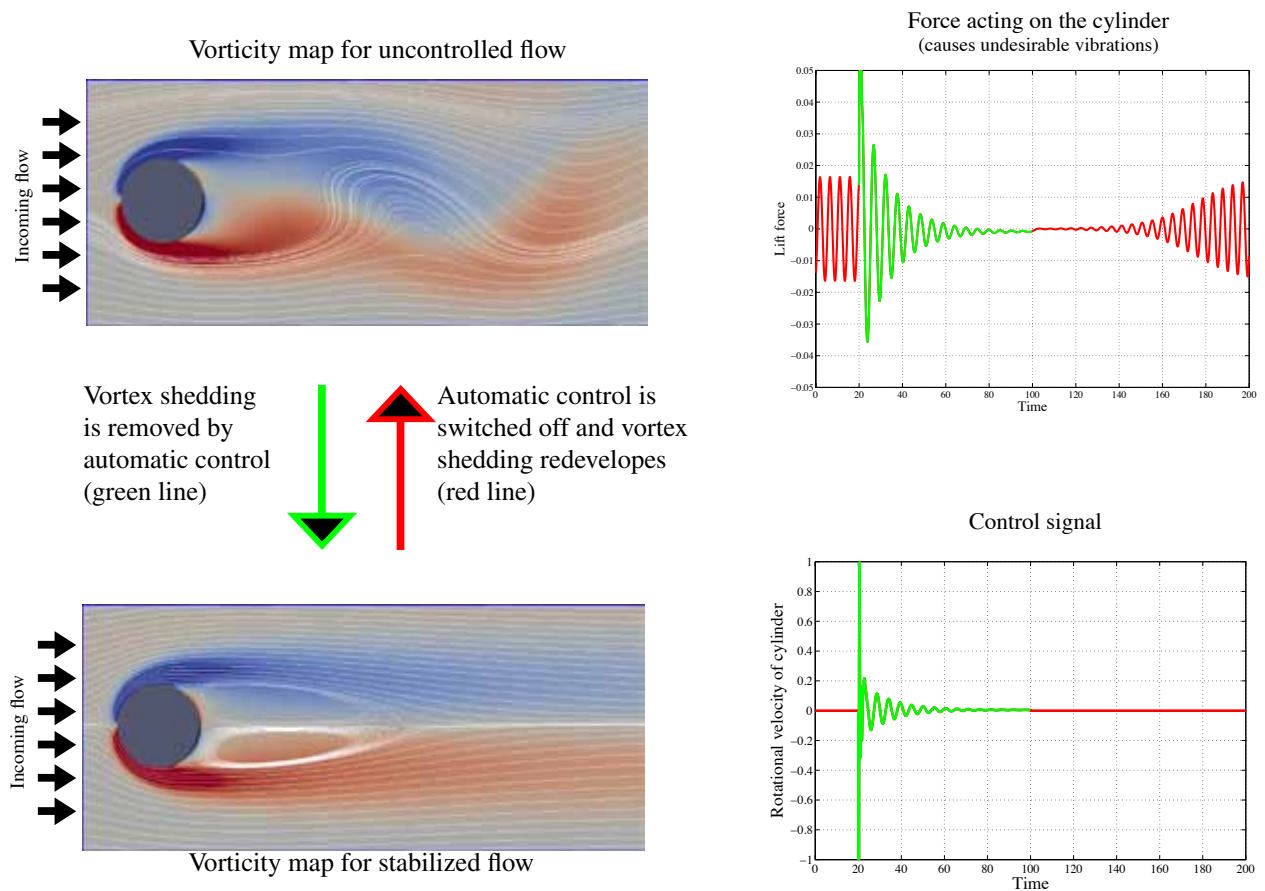 Vorticity map for uncontrolled flow
Incoming flow
Vortex shedding
is removed by
automatic control
(green line)
Automatic control is
switched off and vortex
shedding redevelopes
(red line)
Incoming flow
Vorticity map for stabilized flow
Force acting on the cylinder
(causes undesirable vibrations)
0.05
0.04
0.03
0.02
0.01
0
−0.01
−0.02
−0.03
−0.04
−0.05
Lift force
0 20 40 60 80 100 120 140 160 180 200
Time
Control signal
1
0.8
0.6
0.4
0.2
0
−0.2
−0.4
−0.6
−0.8
−1
Rotational velocity of cylinder
0 20 40 60 80 100 120 140 160 180 200
Time